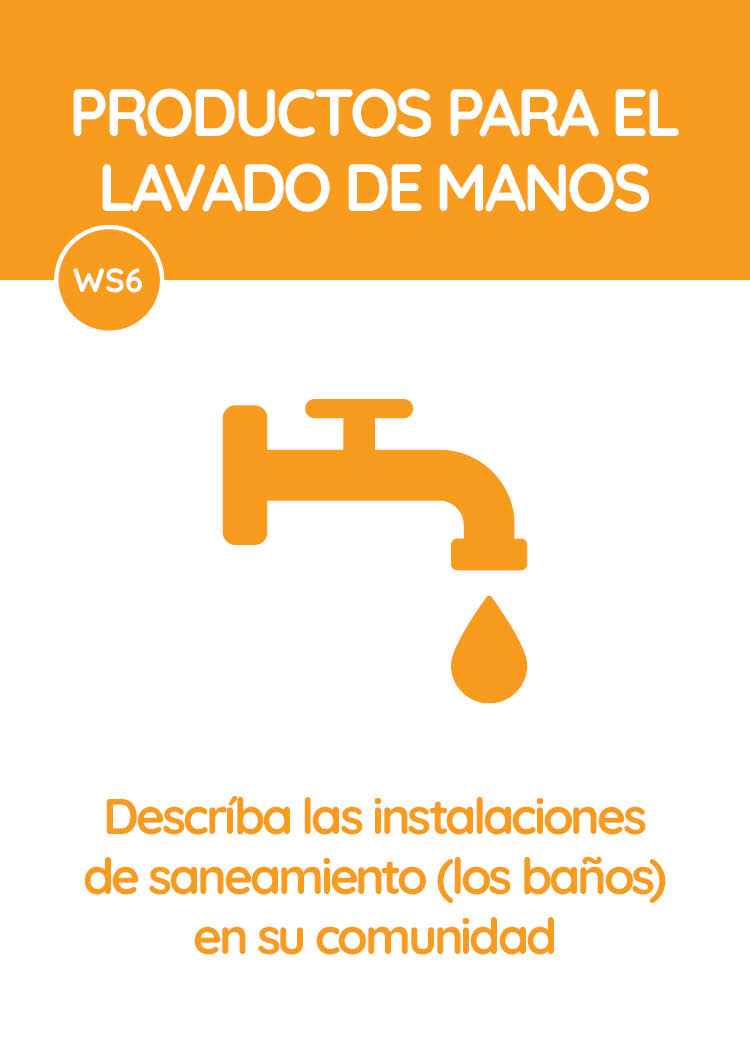 PRODUCTOS PARA EL
LAVADO DE MANOS
WS6
Descríba las instalaciones
de saneamiento (los baños)
en su comunidad